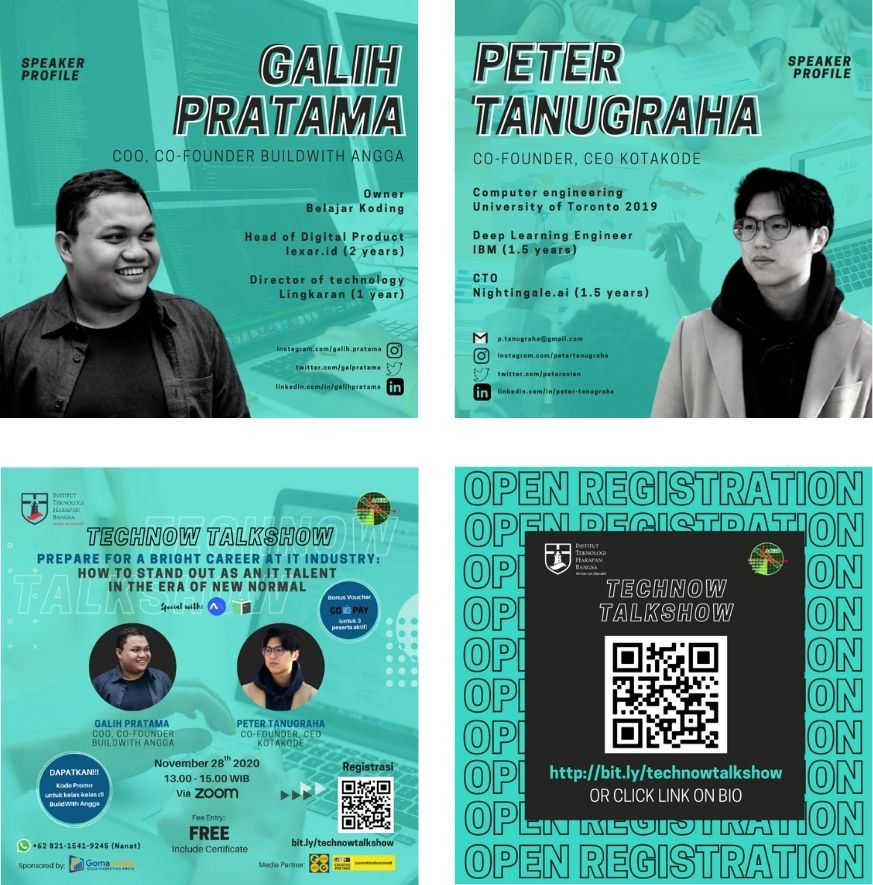 SPEAKER
PROFILE
GALIH
PRATAMA
COO, CO-FOUNDER BUILDWITH ANGGA
Owner
Belajar Koding
Head of Digital Product
lexar.id (2 years)
Director of technology
Lingkaran (1 year)
instagram.com/galih.pratama
twitter.com/galpratama
linkedin.com/in/galihpratama
PETER
TANUGRAHA
SPEAKER
PROFILE
CO-FOUNDER, CEO KOTAKODE
Computer engineering
University of Toronto 2019
Deep Learning Engineer
IBM (1.5 years)
CTO
Nightingale.ai (1.5 years)
p.tanugraha@gmail.com
instagram.com/petertanugraha
twitter.com/peterasian
linkedin.com/in/peter-tanugraha
INSTITUT
TEKNOLOGI
HARAPAN
BANGSA
TECHNOW
TALKSHOW
TECHNOW TALKSHOW
PREPARE FOR A BRIGHT CAREER AT IT INDUSTRY:
HOW TO STAND OUT AS AN IT TALENT
IN THE ERA OF NEW NORMAL
Special with:
Bonus Voucher
GOPAY
(untuk 3
peserta aktif)
GALIH PRATAMA
COO, CO-FOUNDER
BUILDWITH ANGGA
PETER TANUGRAHA
CO-FOUNDER, CEO
KOTAKODE
DAPATKAN!!!
Kode Promo
untuk kelas-kelas di
BuildWith Angga
November 28th 2020
13.00 - 15.00 WIB
Via zoom
Fee Entry:
FREE
Include Certificate
Registrasi
bit.ly/technowtalkshow
+62 821-1541-9245 (Nanat)
Sponsored by:
Media Partner:
OPEN REGISTRATION
OPEN REGISTRATION
INSTITUT
TEKNOLOGI
HARAPAN
BANGSA
TECHNOW
TALKSHOW
http://bit.ly/technowtalkshow
OR CLICK LINK ON BIO
OPEN REGISTRATION
OPEN REGISTRATION